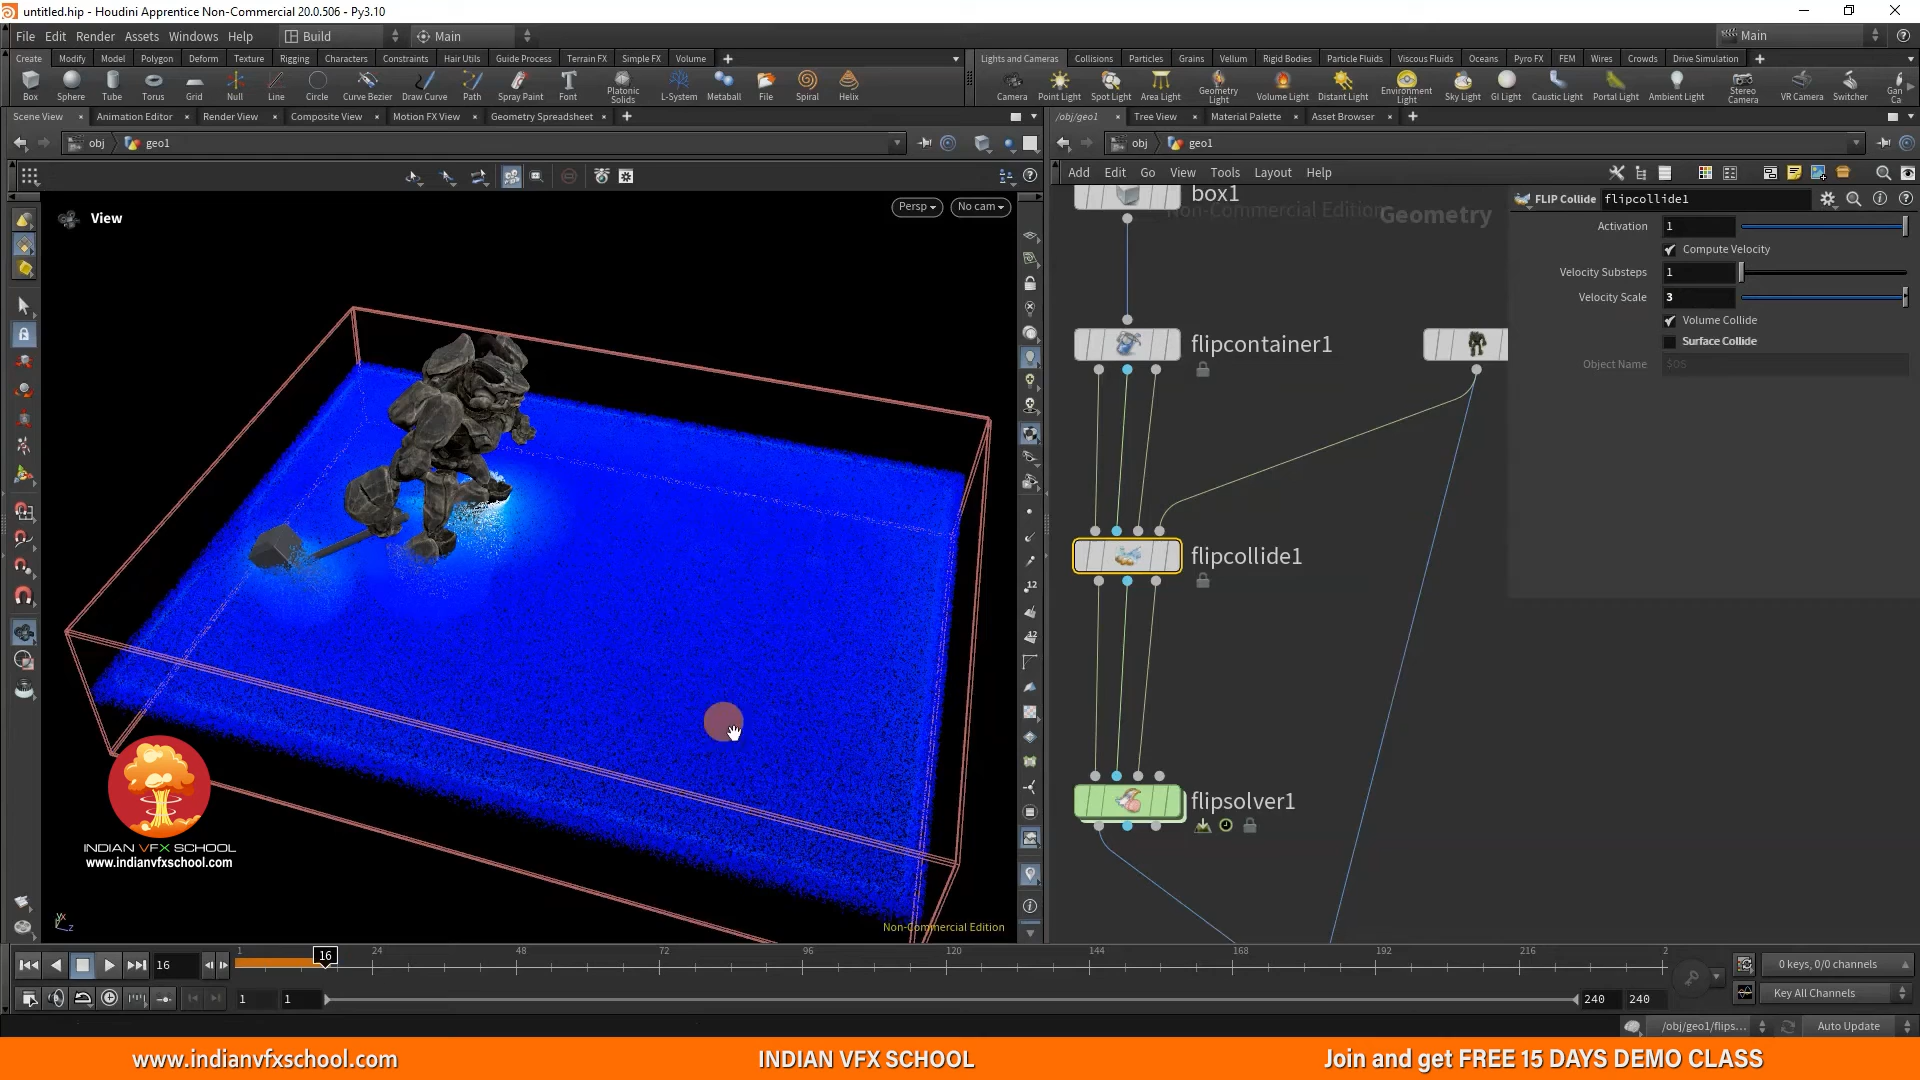 untitled.hip - Houdini Apprentice Non-Commercial 20.0.506 - Py3.10
File Edit Render Assets Windows Help Build Main Main
Create Modify Model Polygon Deform Texture Rigging Characters Constraints Hair Utils Guide Process Terrain FX Simple FX Volume
Lights and Cameras Collisions Particles Grains Vellum Rigid Bodies Particle Fluids Viscous Fluids Oceans Pyro FX FEM Wires Crowds Drive Simulation
Box Sphere Tube Torus Grid Null Line Circle Curve Bezier Draw Curve Path Spray Paint Font Platonic Solids L-System Metaball File Spiral Helix
Camera Point Light Spot Light Area Light Geometry Light Volume Light Distant Light Environment Light Sky Light GI Light Caustic Light Portal Light Ambient Light Stereo Camera VR Camera Switcher Gan Ca
Scene View Animation Editor Render View Composite View Motion FX View Geometry Spreadsheet
/obj/geo1 Tree View Material Palette Asset Browser
obj geo1
obj geo1
Add Edit Go View Tools Layout Help
View
Persp No cam
box1
Non-Commercial Edition
Geometry
FLIP Collide flipcollide1
Activation 1
Compute Velocity
Velocity Substeps 1
Velocity Scale 3
Volume Collide
Surface Collide
Object Name $OS
flipcontainer1
flipcollide1
flipsolver1
12
12
INDIAN VFX SCHOOL
www.indianvfxschool.com
Non-Commercial Edition
1 16 24 48 72 96 120 144 168 192 216 2
16
0 keys, 0/0 channels
1 1 240 240
Key All Channels
/obj/geo1/flips... Auto Update
www.indianvfxschool.com INDIAN VFX SCHOOL Join and get FREE 15 DAYS DEMO CLASS